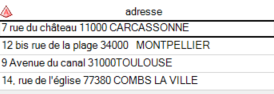 adresse
7 rue du château 11000 CARCASSONNE
12 bis rue de la plage 34000   MONTPELLIER
9 Avenue du canal 31000TOULOUSE
14, rue de l'église 77380 COMBS LA VILLE